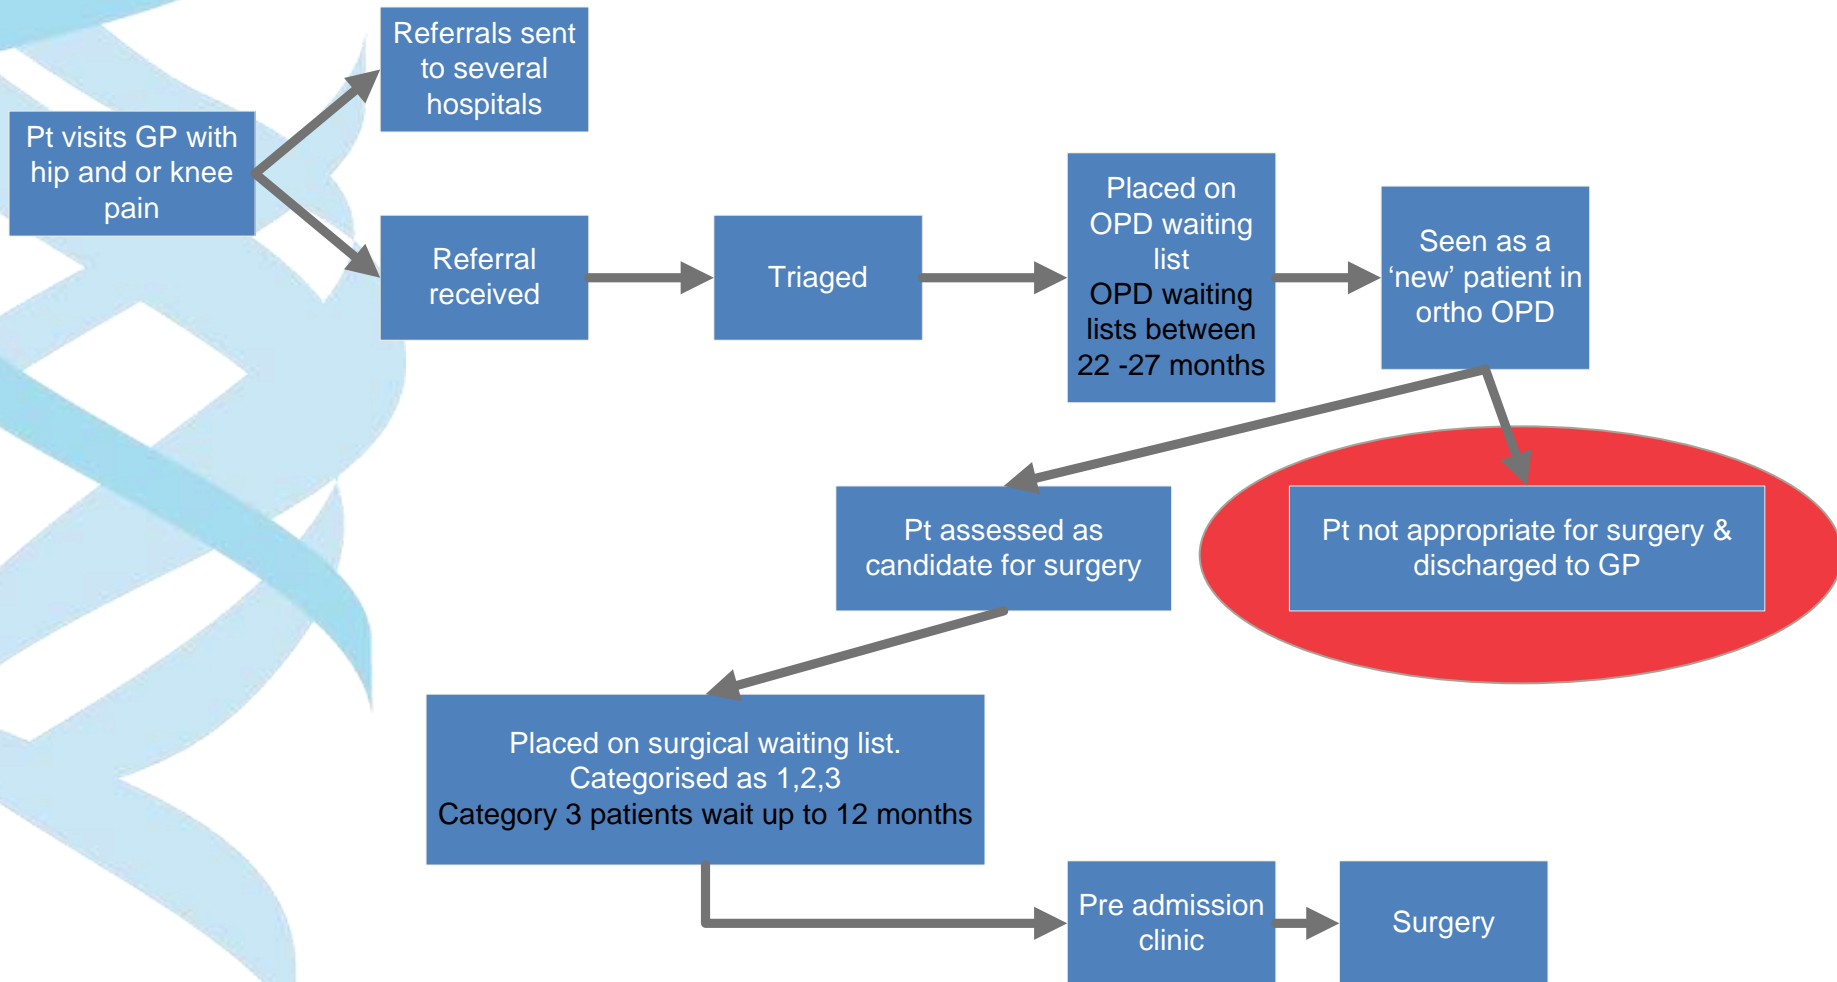 Referrals sent
to several
hospitals
Pt visits GP with
hip and or knee
pain
Referral
received
Triaged
Placed on
OPD waiting
list
OPD waiting
lists between
22 -27 months
Seen as a
‘new’ patient in
ortho OPD
Pt assessed as
candidate for surgery
Pt not appropriate for surgery &
discharged to GP
Placed on surgical waiting list.
Categorised as 1,2,3
Category 3 patients wait up to 12 months
Pre admission
clinic
Surgery